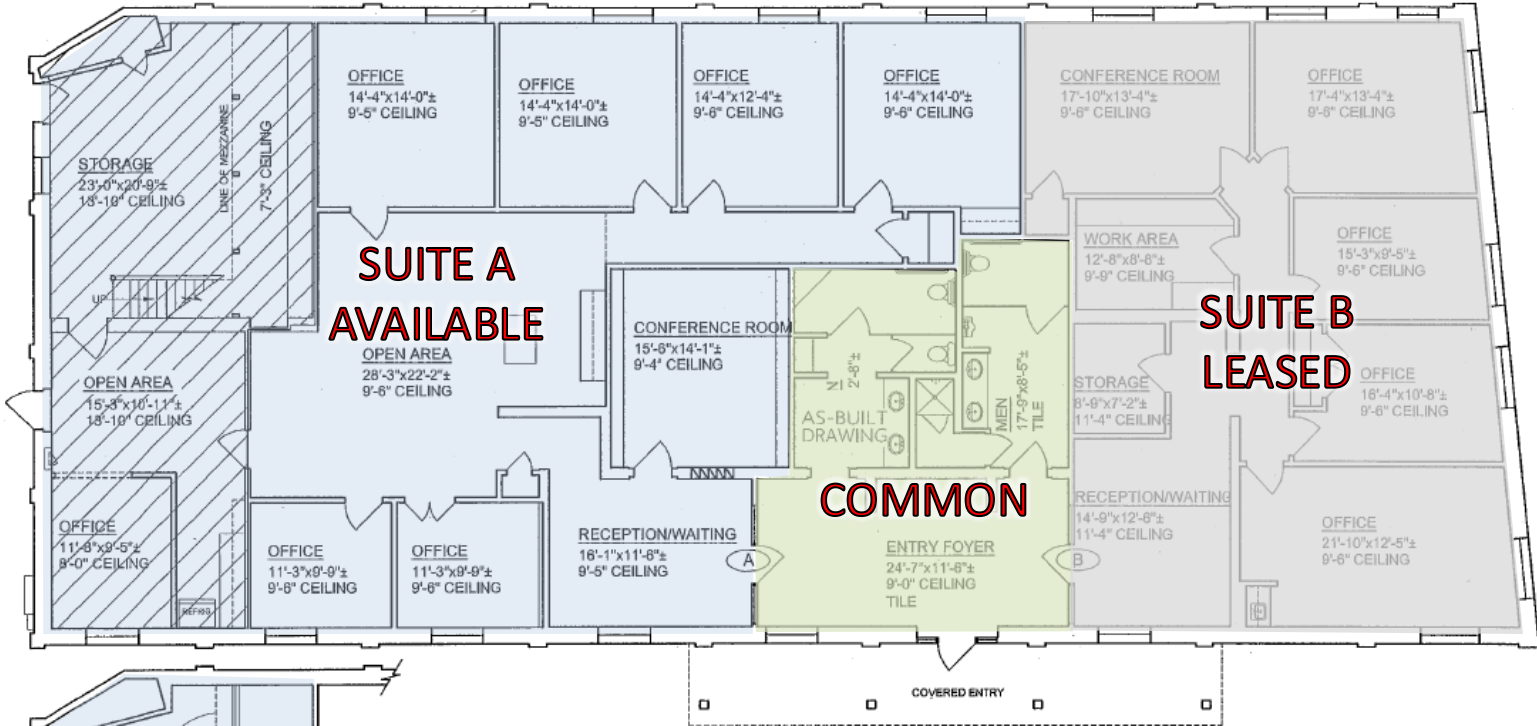 OFFICE
14'-4"x14'-0"±
9'-5" CEILING
OFFICE
14'-4"x14'-0"±
9'-5" CEILING
OFFICE
14'-4"x12'-4"±
9'-6" CEILING
OFFICE
14'-4"x14'-0"±
9'-6" CEILING
CONFERENCE ROOM
17'-10"x13'-4"±
9'-6" CEILING
OFFICE
17'-4"x13'-4"±
9'-6" CEILING
STORAGE
23'-0"x20'-9"±
13'-10" CEILING
LINE OF MEZZANINE
7'-3" CEILING
UP
SUITE A
AVAILABLE
OPEN AREA
28'-3"x22'-2"±
9'-6" CEILING
CONFERENCE ROOM
15'-6"x14'-1"±
9'-4" CEILING
WORK AREA
12'-8"x8'-6"±
9'-9" CEILING
OFFICE
15'-3"x9'-5"±
9'-6" CEILING
SUITE B
LEASED
OPEN AREA
15'-3"x10'-11"±
13'-10" CEILING
2'-8"±
AS-BUILT
DRAWING
MEN
17'-9"x8'-5"±
TILE
STORAGE
8'-9"x7'-2"±
11'-4" CEILING
OFFICE
16'-4"x10'-8"±
9'-6" CEILING
COMMON
OFFICE
11'-8"x9'-5"±
8'-0" CEILING
REFRIG
OFFICE
11'-3"x9'-9"±
9'-6" CEILING
OFFICE
11'-3"x9'-9"±
9'-6" CEILING
RECEPTION/WAITING
16'-1"x11'-6"±
9'-5" CEILING
A
ENTRY FOYER
24'-7"x11'-6"±
9'-0" CEILING
TILE
B
RECEPTION/WAITING
14'-9"x12'-6"±
11'-4" CEILING
OFFICE
21'-10"x12'-5"±
9'-6" CEILING
COVERED ENTRY